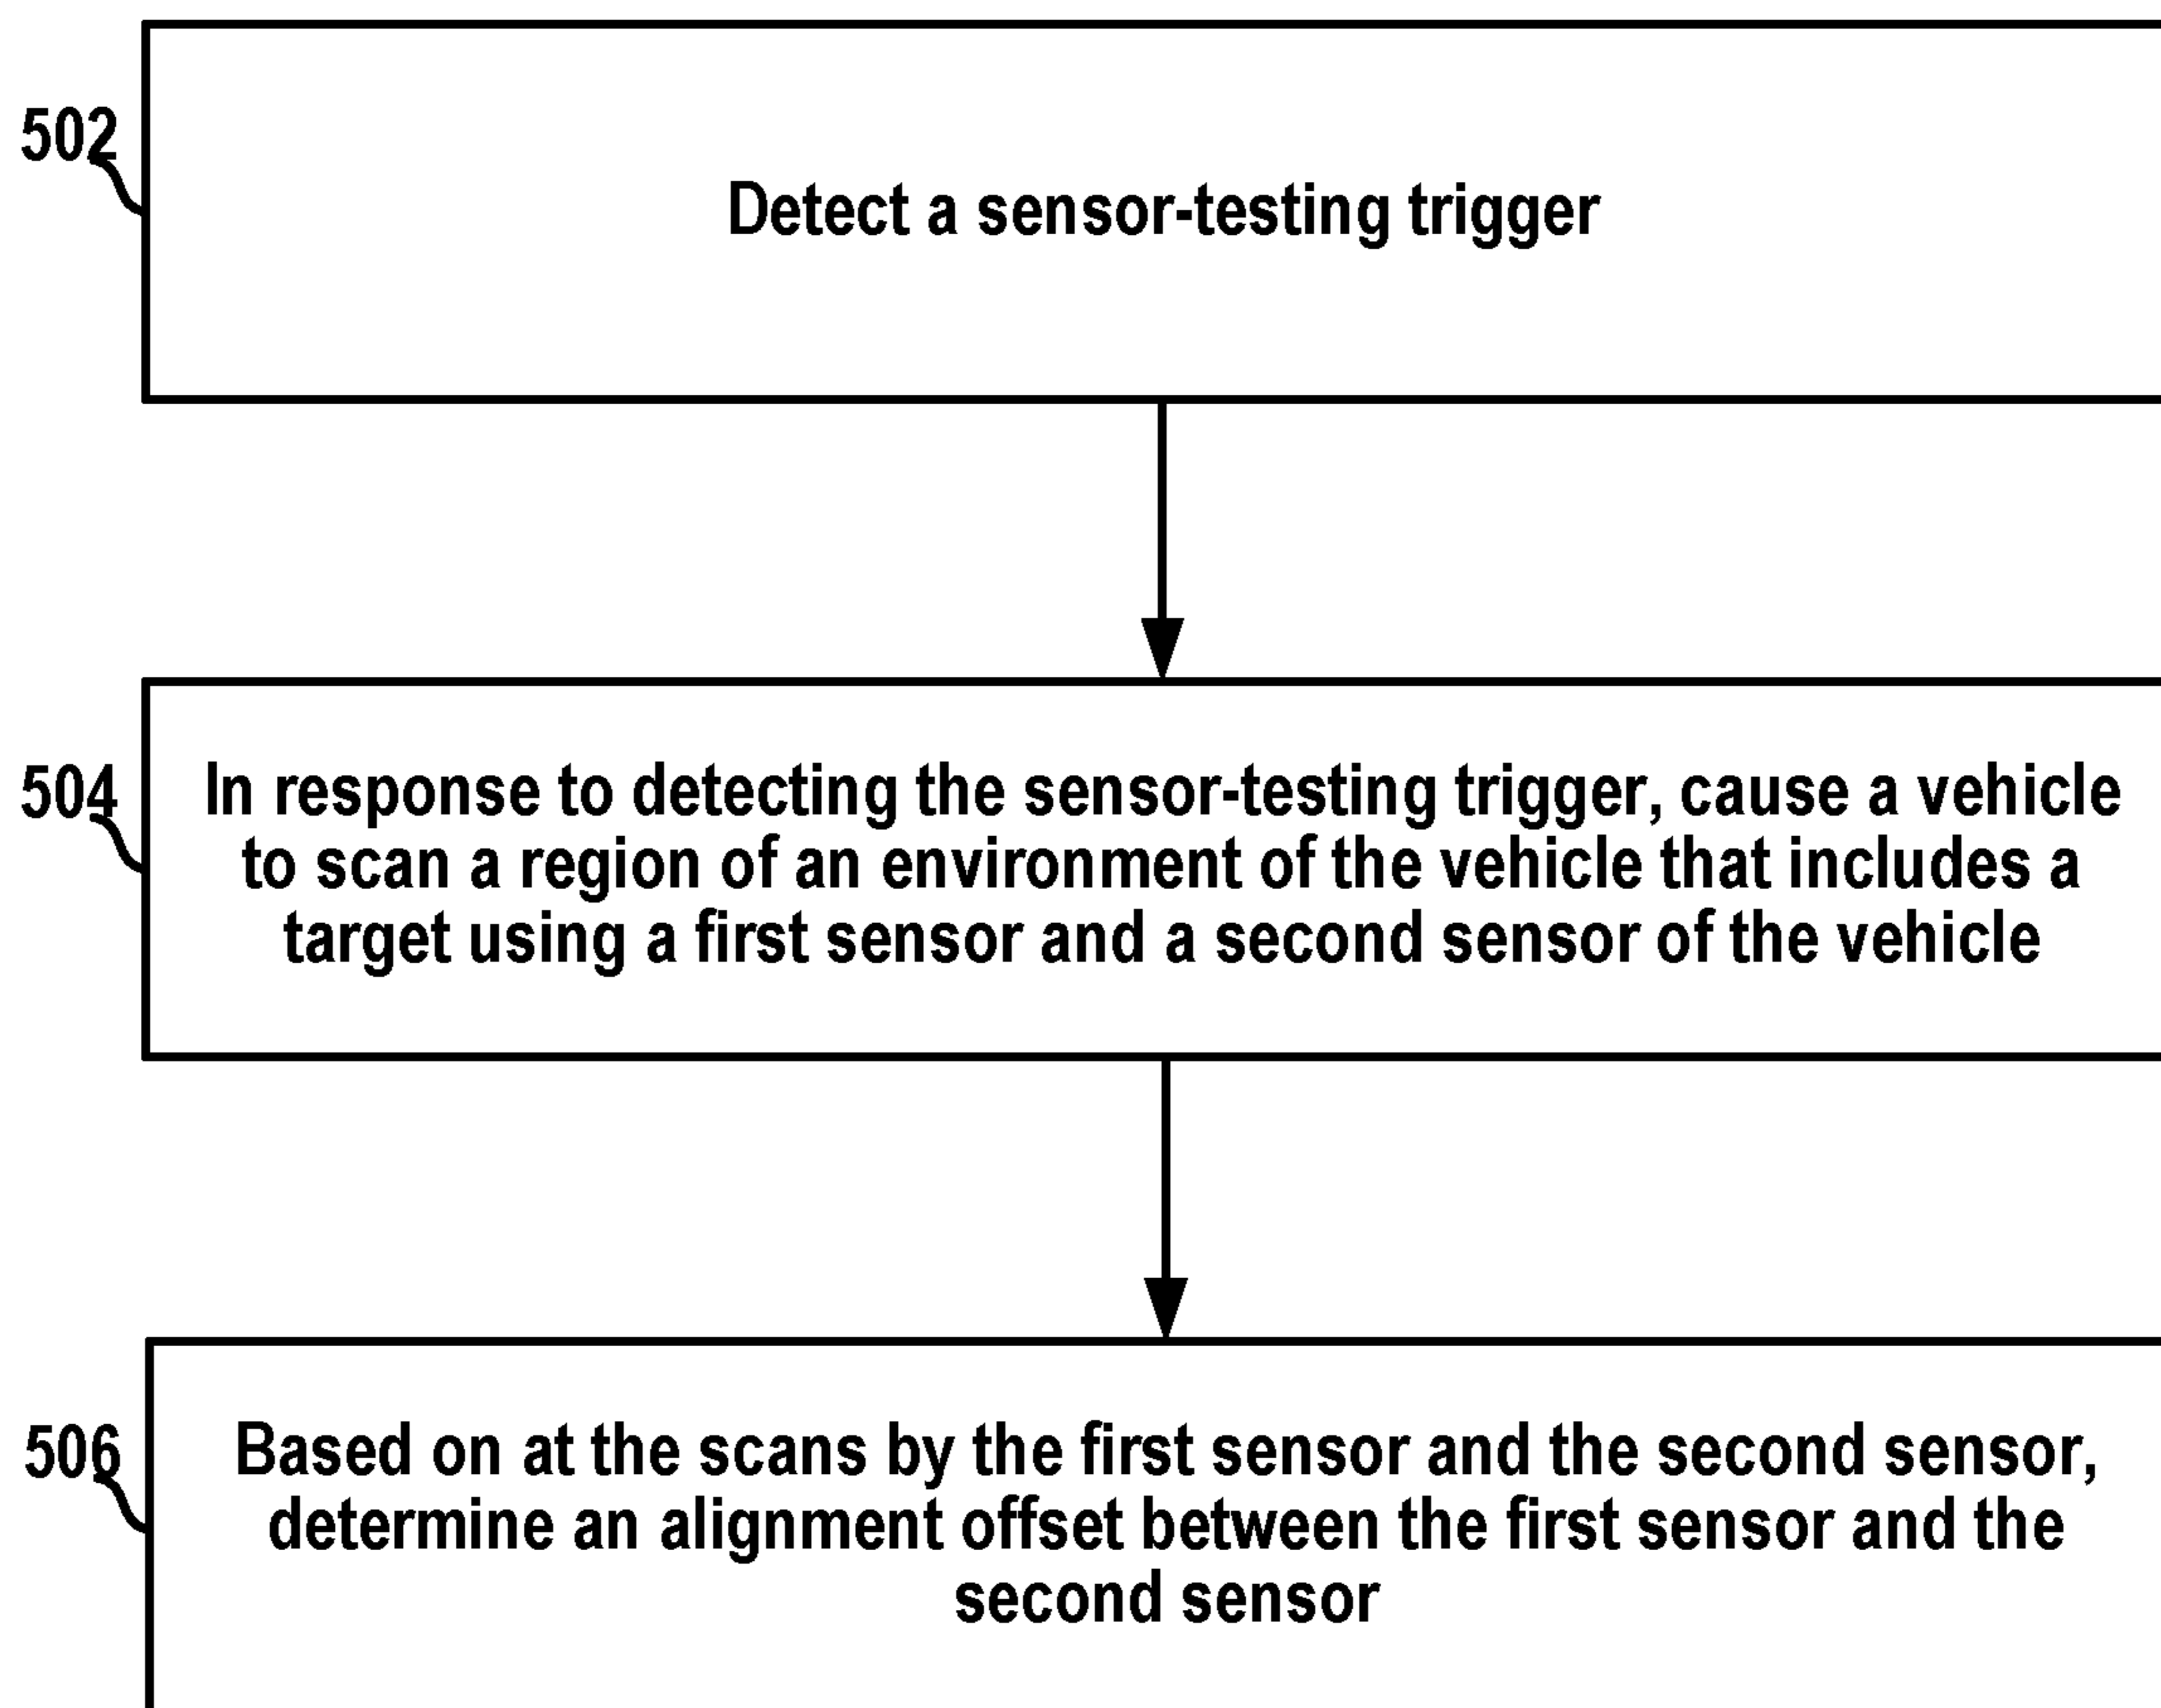 502
Detect a sensor-testing trigger
504
In response to detecting the sensor-testing trigger, cause a vehicle
to scan a region of an environment of the vehicle that includes a
target using a first sensor and a second sensor of the vehicle
506
Based on at the scans by the first sensor and the second sensor,
determine an alignment offset between the first sensor and the
second sensor